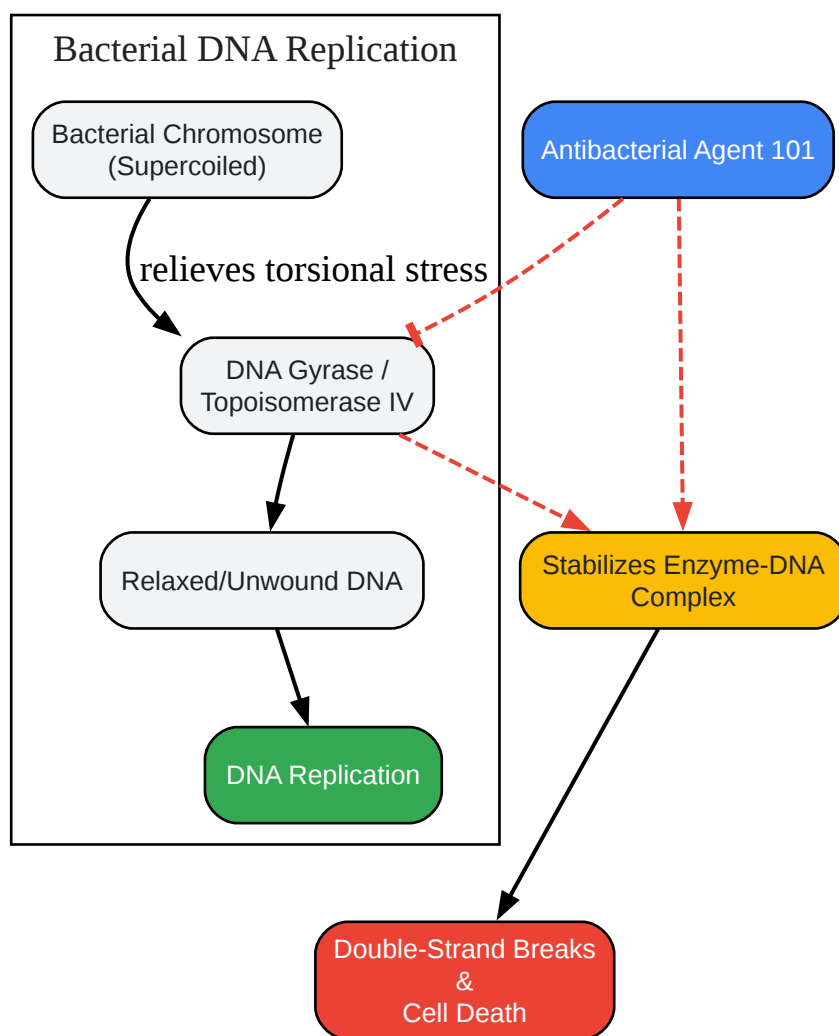 Bacterial DNA Replication
Bacterial Chromosome
(Supercoiled)
Antibacterial Agent 101
relieves torsional stress
DNA Gyrase /
Topoisomerase IV
Relaxed/Unwound DNA
Stabilizes Enzyme-DNA
Complex
DNA Replication
Double-Strand Breaks
&
Cell Death